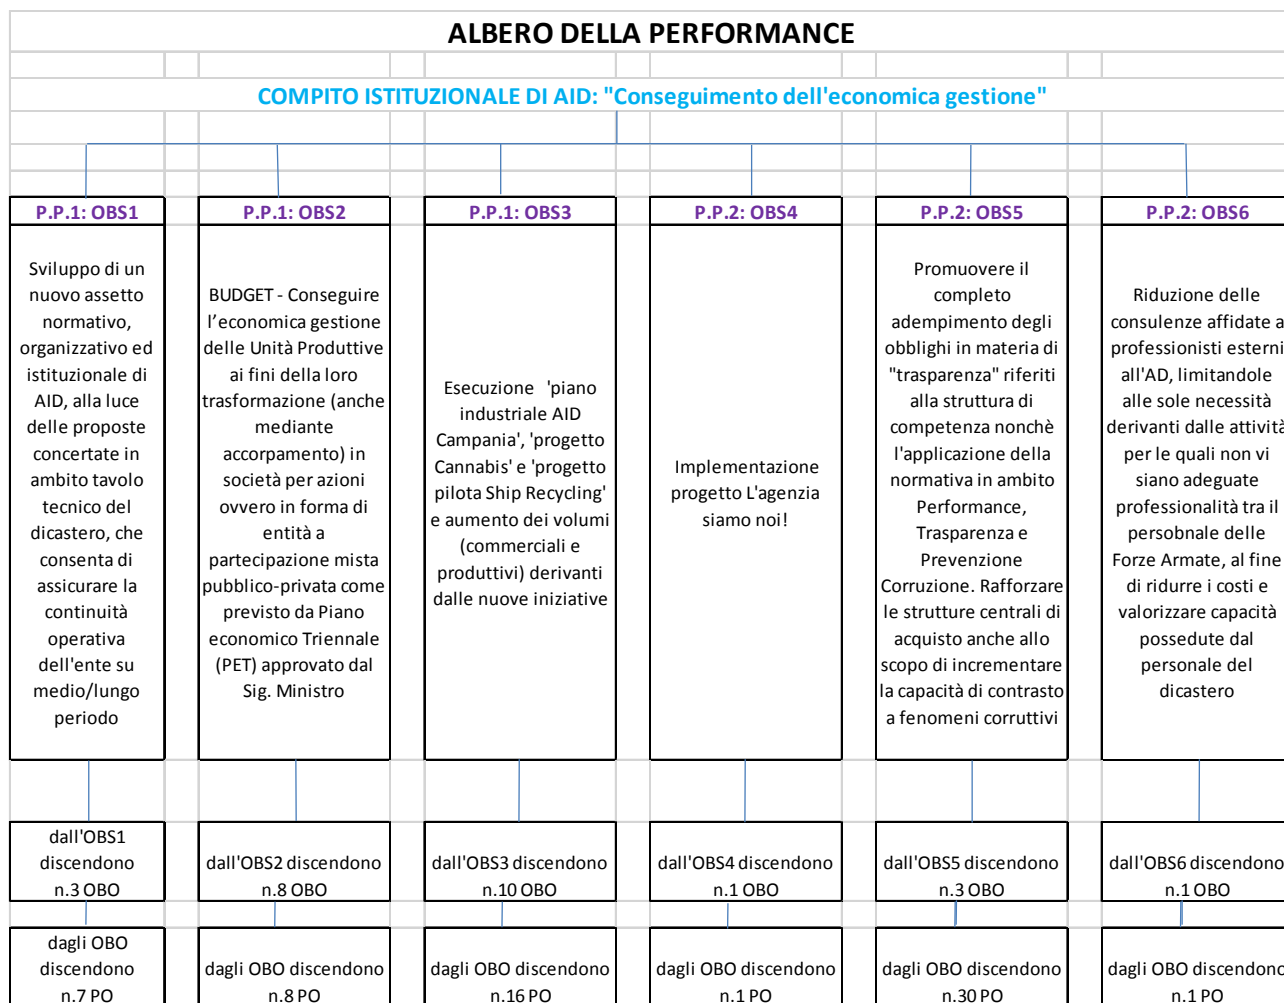 ALBERO DELLA PERFORMANCE
COMPITO ISTITUZIONALE DI AID: "Conseguimento dell'economica gestione"
P.P.1: OBS1
Sviluppo di un
nuovo assetto
normativo,
organizzativo ed
istituzionale di
AID, alla luce
delle proposte
concertate in
ambito tavolo
tecnico del
dicastero, che
consenta di
assicurare la
continuità
operativa
dell'ente su
medio/lungo
periodo
dall'OBS1
discendono
n.3 OBO
dagli OBO
discendono
n.7 PO
P.P.1: OBS2
BUDGET - Conseguire
l'economica gestione
delle Unità Produttive
ai fini della loro
trasformazione (anche
mediante
accorpamento) in
società per azioni
ovvero in forma di
entità a
partecipazione mista
pubblico-privata come
previsto da Piano
economico Triennale
(PET) approvato dal
Sig. Ministro
dall'OBS2 discendono
n.8 OBO
dagli OBO discendono
n.8 PO
P.P.1: OBS3
Esecuzione 'piano
industriale AID
Campania', 'progetto
Cannabis' e 'progetto
pilota Ship Recycling'
e aumento dei volumi
(commerciali e
produttivi) derivanti
dalle nuove iniziative
dall'OBS3 discendono
n.10 OBO
dagli OBO discendono
n.16 PO
P.P.2: OBS4
Implementazione
progetto L'agenzia
siamo noi!
dall'OBS4 discendono
n.1 OBO
dagli OBO discendono
n.1 PO
P.P.2: OBS5
Promuovere il
completo
adempimento degli
obblighi in materia di
"trasparenza" riferiti
alla struttura di
competenza nonchè
l'applicazione della
normativa in ambito
Performance,
Trasparenza e
Prevenzione
Corruzione. Rafforzare
le strutture centrali di
acquisto anche allo
scopo di incrementare
la capacità di contrasto
a fenomeni corruttivi
dall'OBS5 discendono
n.3 OBO
dagli OBO discendono
n.30 PO
P.P.2: OBS6
Riduzione delle
consulenze affidate a
professionisti esterni
all'AD, limitandole
alle sole necessità
derivanti dalle attività
per le quali non vi
siano adeguate
professionalità tra il
persobnale delle
Forze Armate, al fine
di ridurre i costi e
valorizzare capacità
possedute dal
personale del
dicastero
dall'OBS6 discendono
n.1 OBO
dagli OBO discendono
n.1 PO